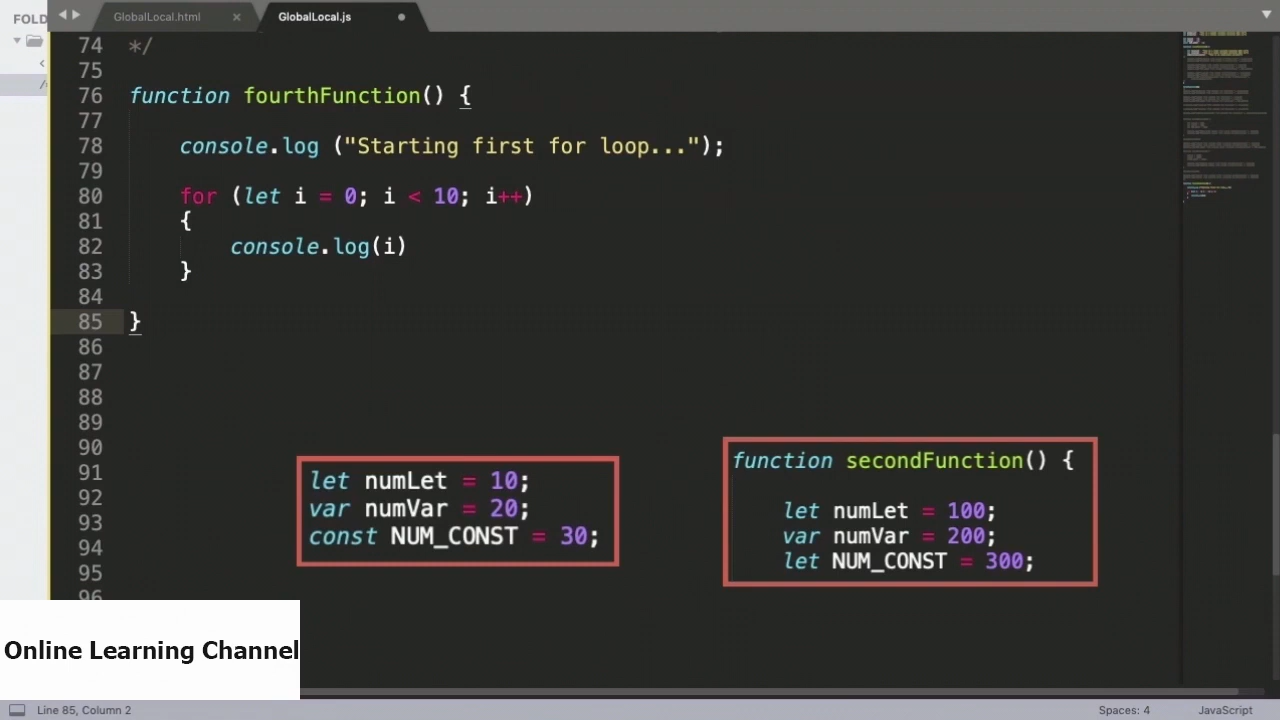 FOLD
GlobalLocal.html ×
GlobalLocal.js
74 */
75
76 function fourthFunction() {
77
78 console.log ("Starting first for loop...");
79
80 for (let i = 0; i < 10; i++)
81 {
82 console.log(i)
83 }
84
85 }
86
87
88
89
90
91
92
93
94
95
96
let numLet = 10;
var numVar = 20;
const NUM_CONST = 30;
function secondFunction() {
let numLet = 100;
var numVar = 200;
let NUM_CONST = 300;
Online Learning Channel
Line 85, Column 2
Spaces: 4
JavaScript